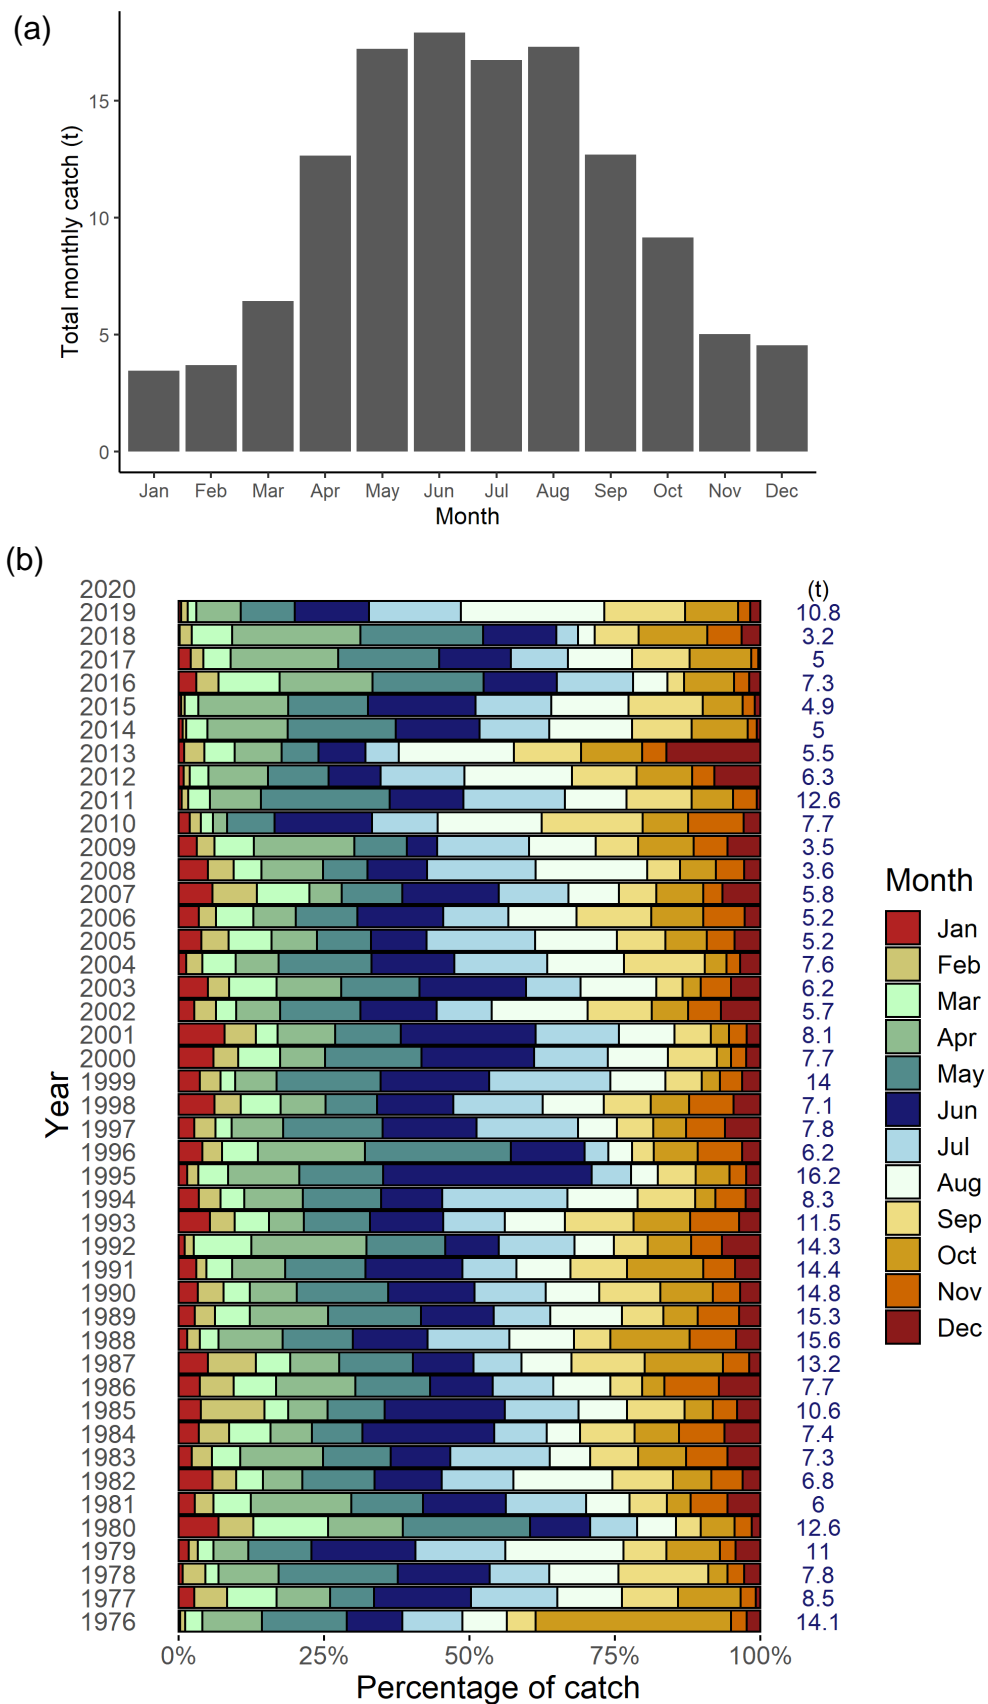 (a)
Total monthly catch (t)
15
10
5
0
Jan Feb Mar Apr May Jun Jul Aug Sep Oct Nov Dec
Month
(b)
2020 (t)
2019 10.8
2018 3.2
2017 5
2016 7.3
2015 4.9
2014 5
2013 5.5
2012 6.3
2011 12.6
2010 7.7
2009 3.5
2008 3.6
2007 5.8
2006 5.2
2005 5.2
2004 7.6
2003 6.2
2002 5.7
2001 8.1
2000 7.7
1999 14
1998 7.1
1997 7.8
1996 6.2
1995 16.2
1994 8.3
1993 11.5
1992 14.3
1991 14.4
1990 14.8
1989 15.3
1988 15.6
1987 13.2
1986 7.7
1985 10.6
1984 7.4
1983 7.3
1982 6.8
1981 6
1980 12.6
1979 11
1978 7.8
1977 8.5
1976 14.1
Year
0% 25% 50% 75% 100%
Percentage of catch
Month
Jan
Feb
Mar
Apr
May
Jun
Jul
Aug
Sep
Oct
Nov
Dec